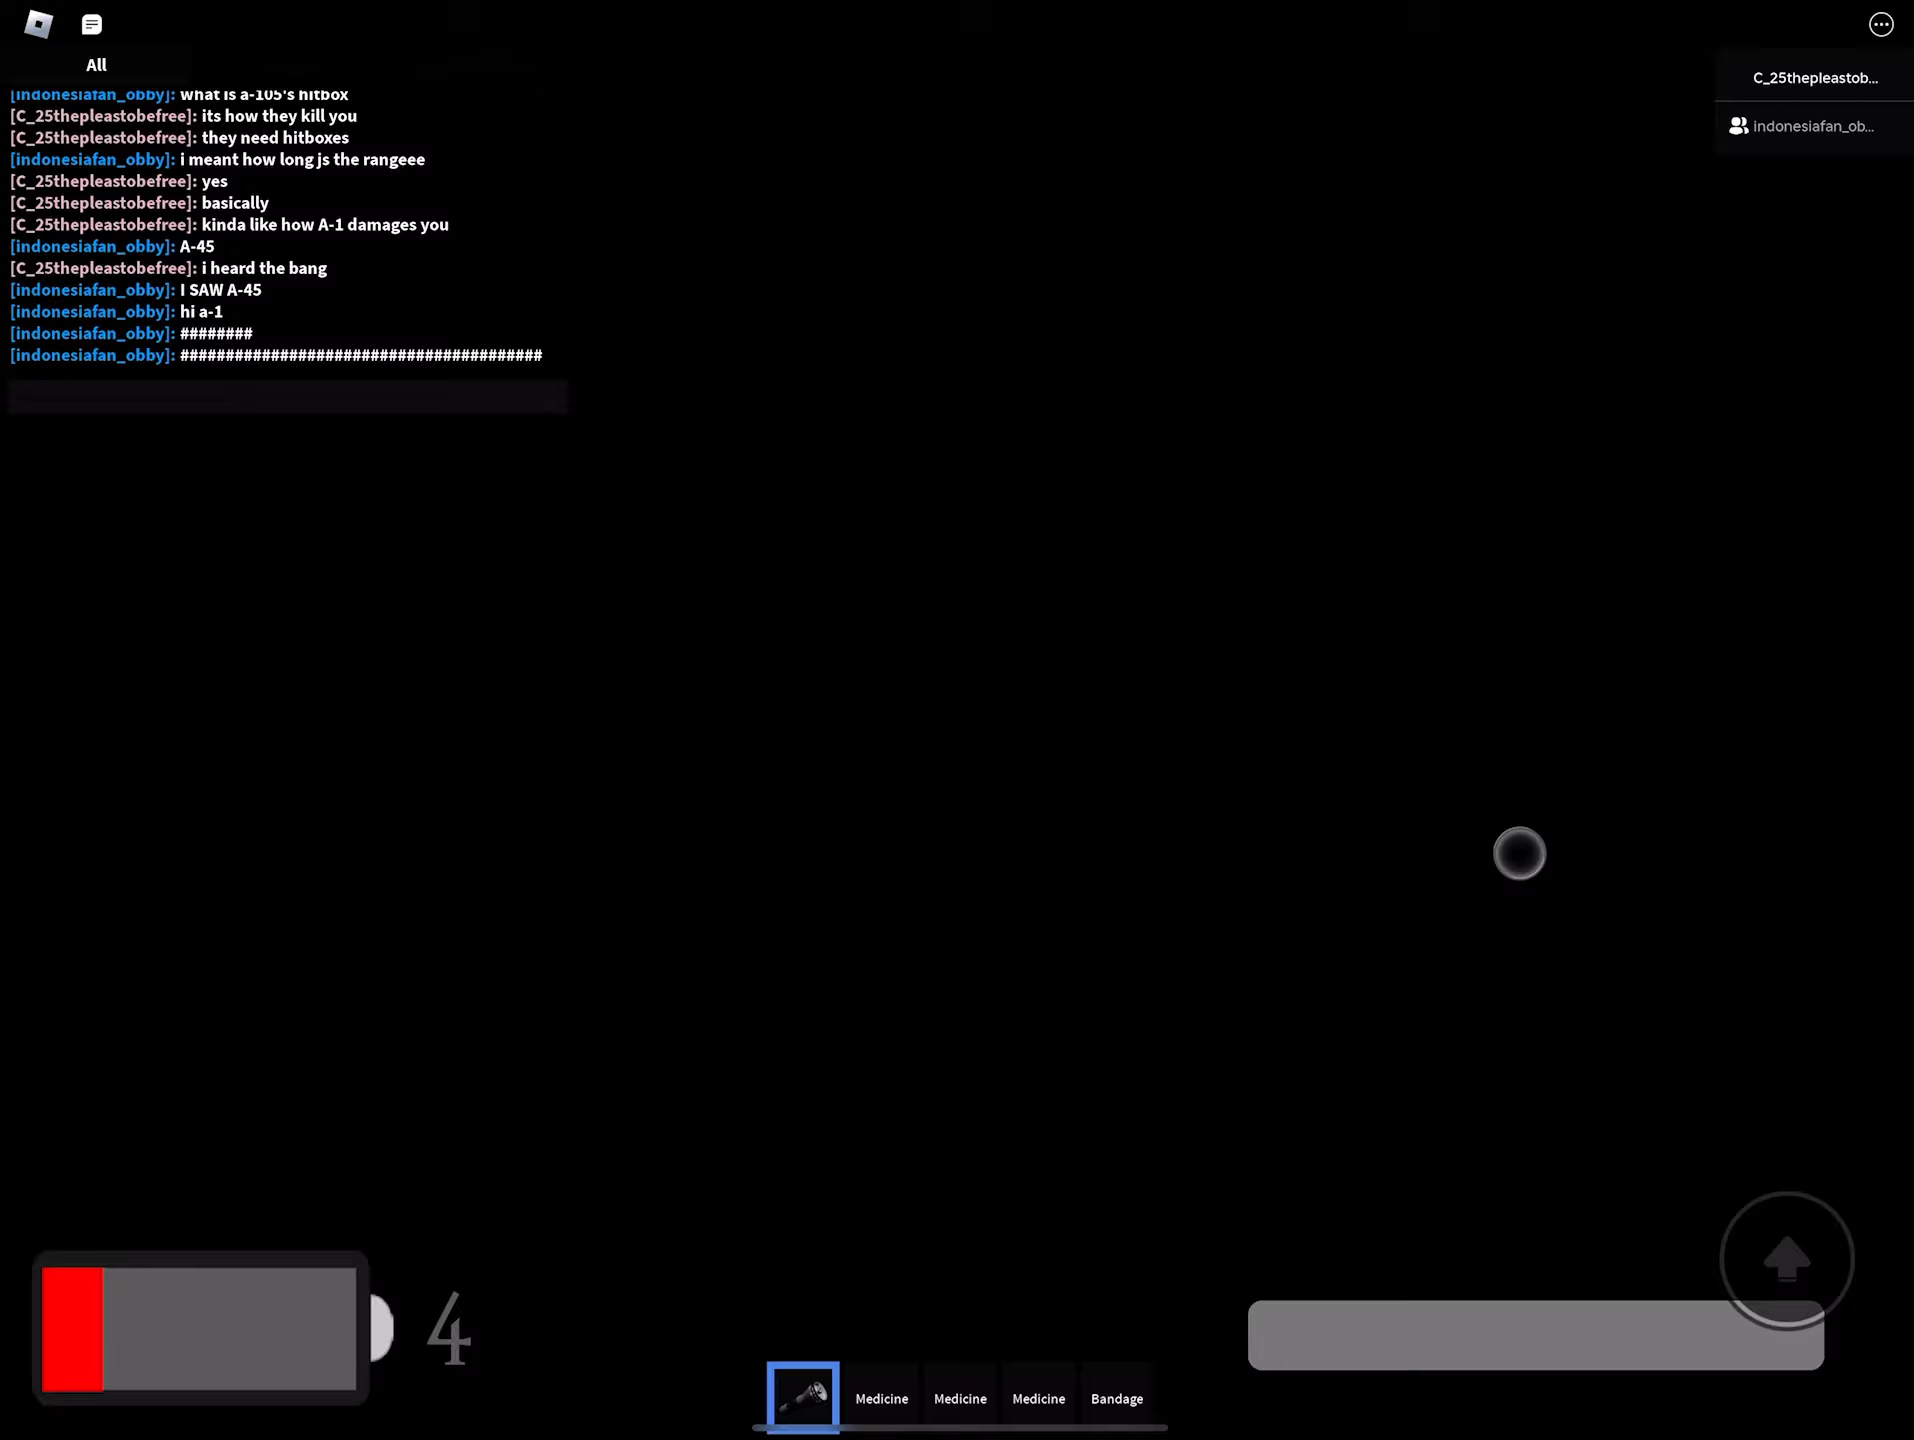 All
C_25thepleastob...
indonesiafan_ob...
[indonesiafan_obby]: what is a-105's hitbox
[C_25thepleastobefree]: its how they kill you
[C_25thepleastobefree]: they need hitboxes
[indonesiafan_obby]: i meant how long js the rangeee
[C_25thepleastobefree]: yes
[C_25thepleastobefree]: basically
[C_25thepleastobefree]: kinda like how A-1 damages you
[indonesiafan_obby]: A-45
[C_25thepleastobefree]: i heard the bang
[indonesiafan_obby]: I SAW A-45
[indonesiafan_obby]: hi a-1
[indonesiafan_obby]: ########
[indonesiafan_obby]: ########################################
4
Medicine
Medicine
Medicine
Bandage